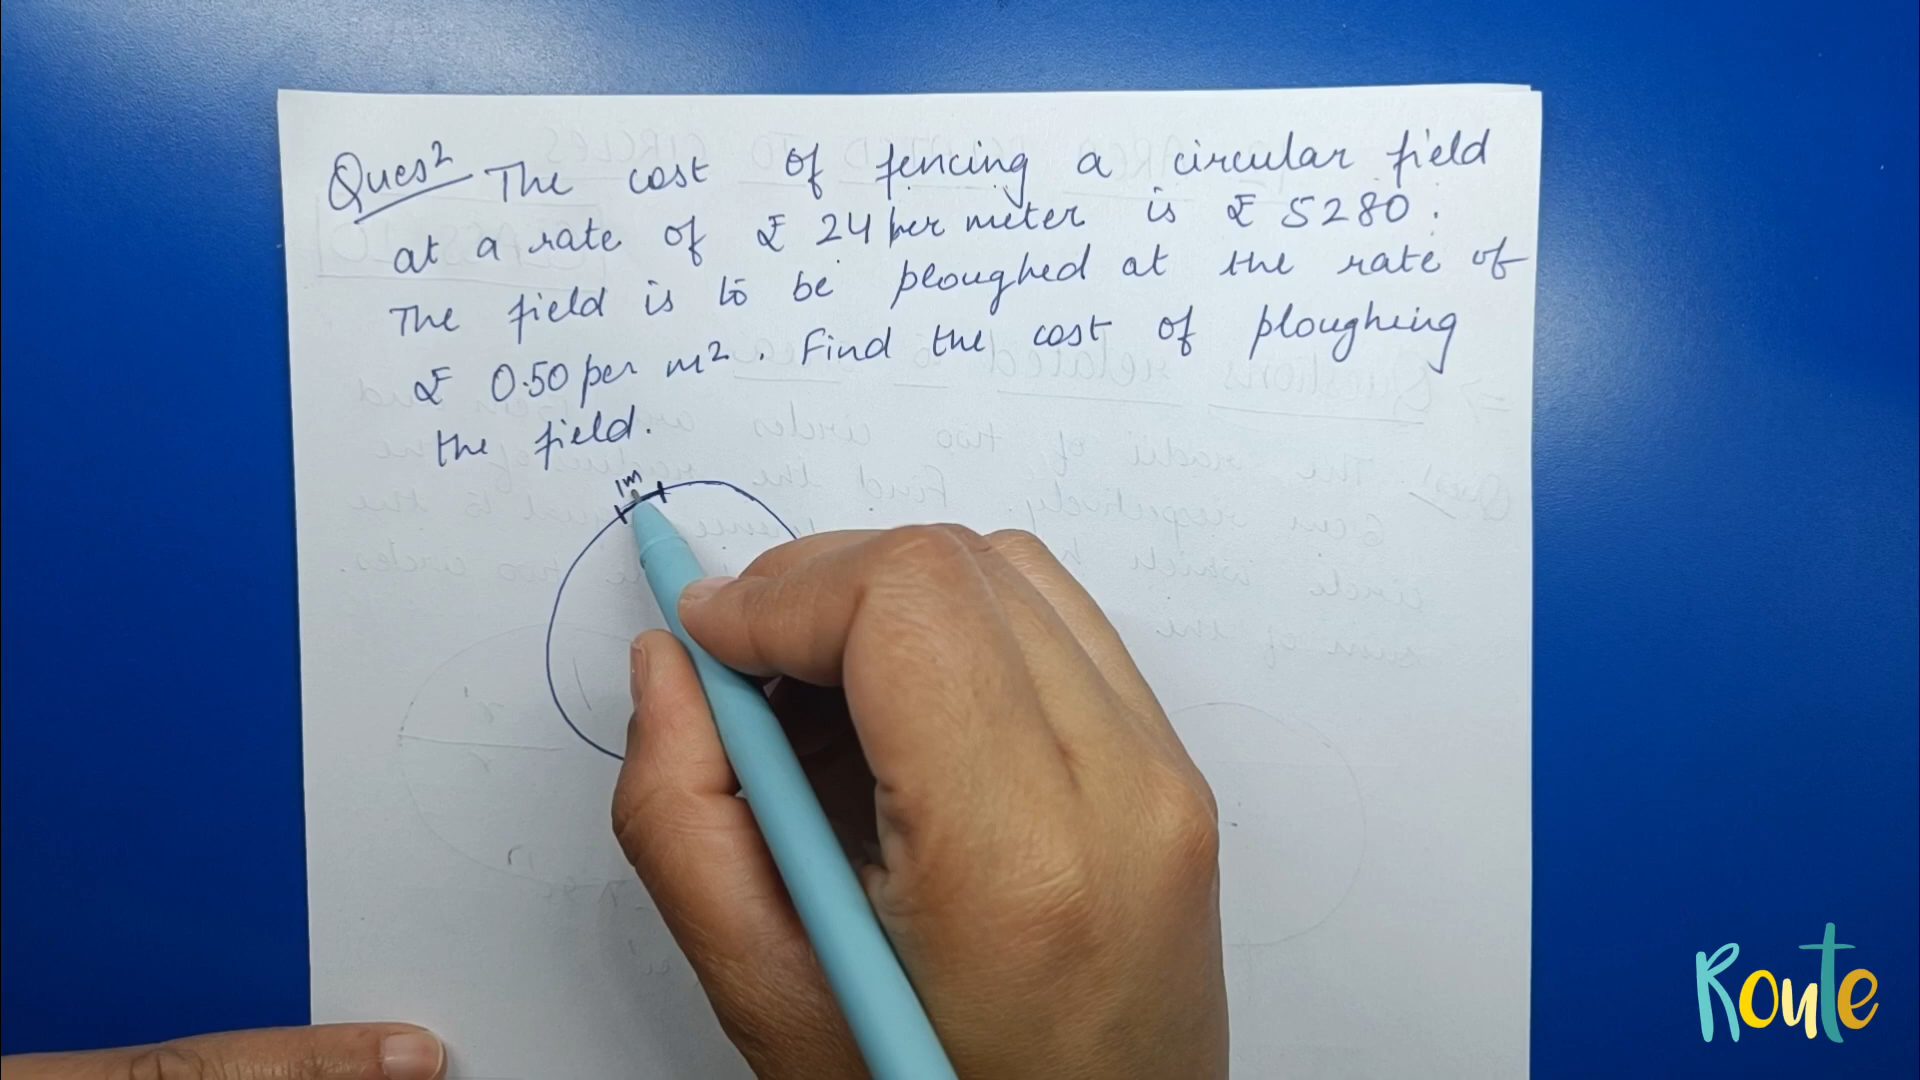 Ques2 The cost of fencing a circular field
at a rate of ₹ 24 per meter is ₹ 5280.
The field is to be ploughed at the rate of
₹ 0.50 per m². Find the cost of ploughing
the field.
1m
Route